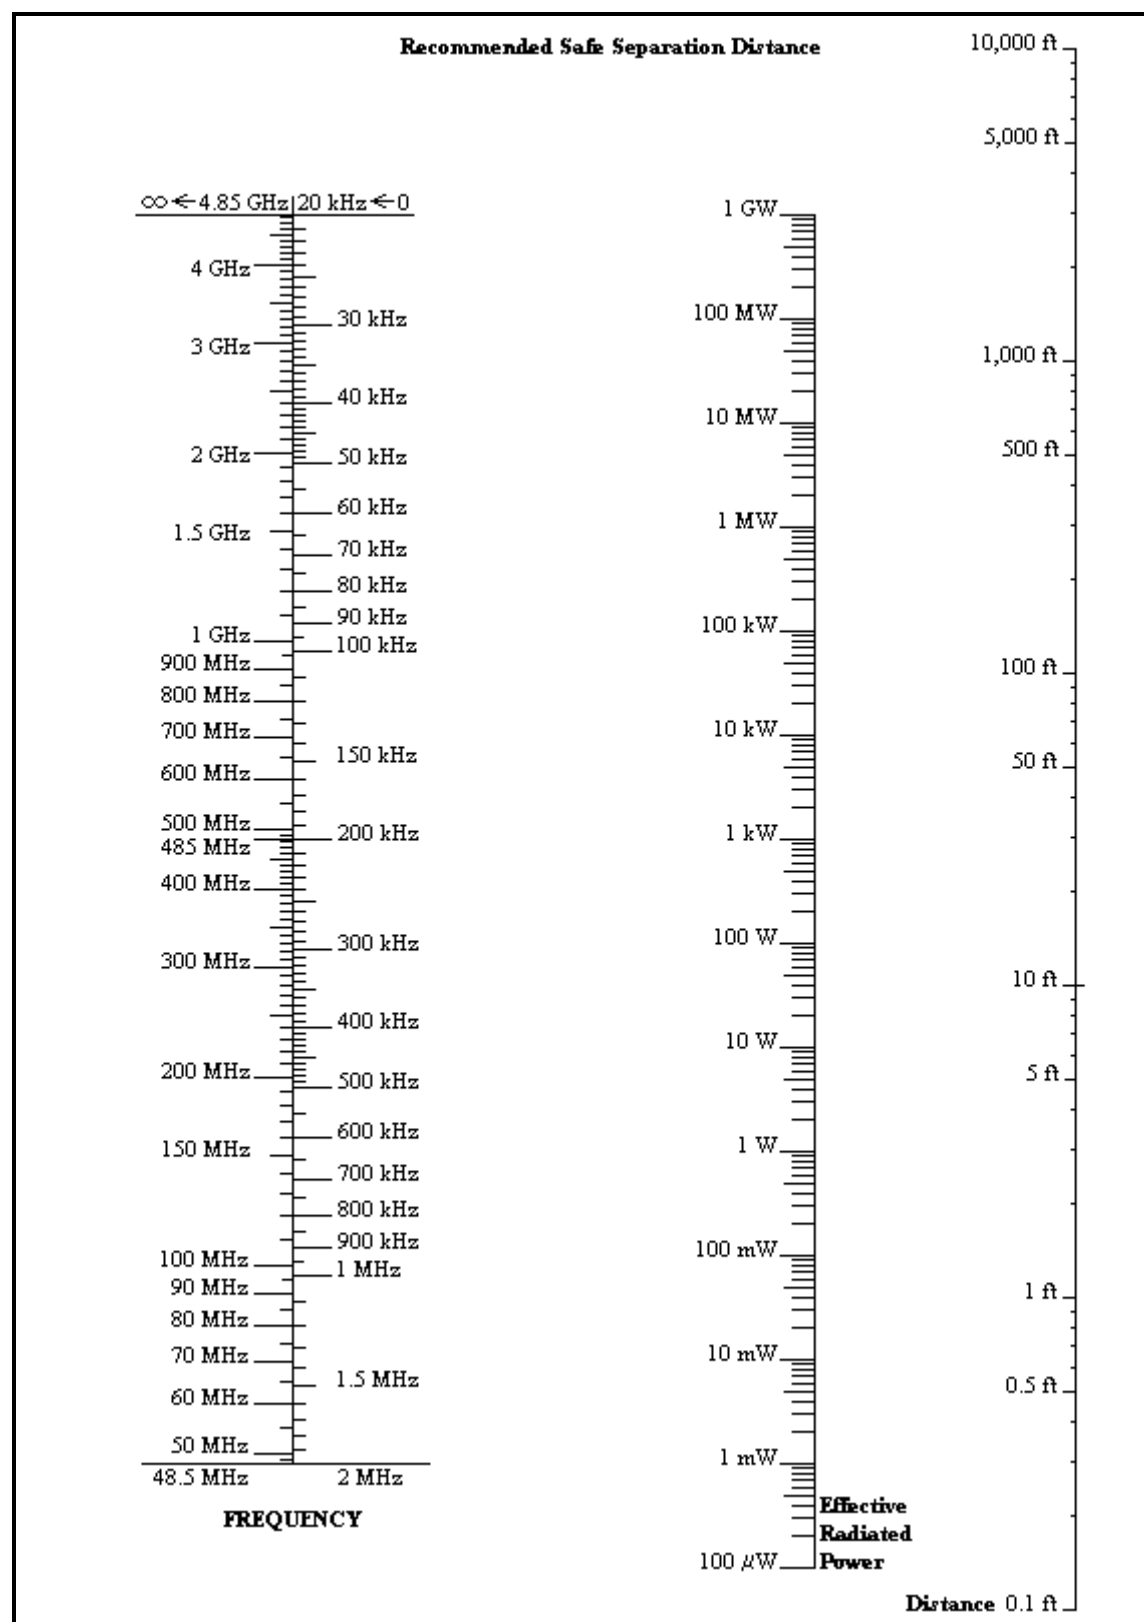 Recommended Safe Separation Distance
10,000 ft
5,000 ft
∞ ← 4.85 GHz 20 kHz ← 0
1 GW
4 GHz
30 kHz
100 MW
3 GHz
1,000 ft
40 kHz
10 MW
2 GHz
50 kHz
500 ft
60 kHz
1.5 GHz
1 MW
70 kHz
80 kHz
90 kHz
1 GHz
100 kHz
100 kW
900 MHz
100 ft
800 MHz
700 MHz
10 kW
150 kHz
600 MHz
50 ft
500 MHz
200 kHz
1 kW
485 MHz
400 MHz
300 kHz
100 W
300 MHz
10 ft
400 kHz
10 W
200 MHz
500 kHz
5 ft
600 kHz
150 MHz
1 W
700 kHz
800 kHz
900 kHz
100 MHz
1 MHz
100 mW
90 MHz
1 ft
80 MHz
70 MHz
10 mW
1.5 MHz
60 MHz
0.5 ft
50 MHz
1 mW
48.5 MHz
2 MHz
FREQUENCY
Effective
Radiated
100 μW Power
Distance 0.1 ft